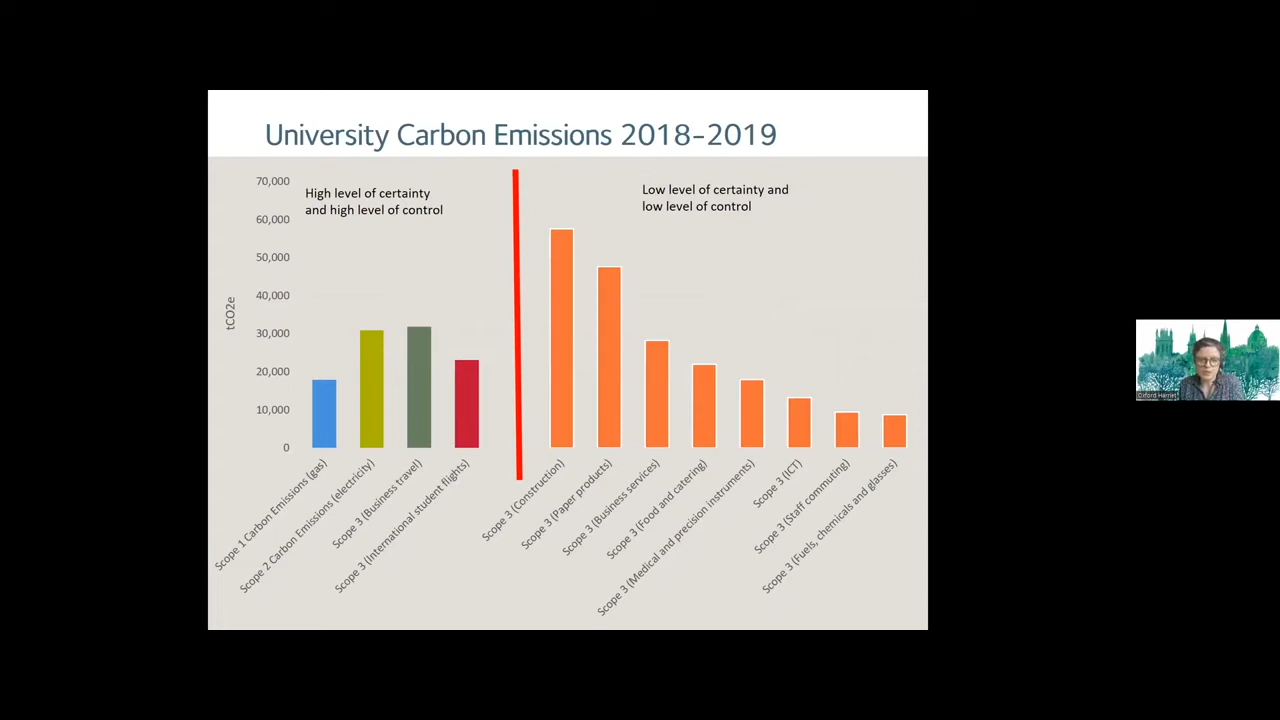 University Carbon Emissions 2018-2019
High level of certainty
and high level of control
Low level of certainty and
low level of control
tCO2e
70,000
60,000
50,000
40,000
30,000
20,000
10,000
0
Scope 1 Carbon Emissions (gas)
Scope 2 Carbon Emissions (electricity)
Scope 3 (Business travel)
Scope 3 (International student flights)
Scope 3 (Construction)
Scope 3 (Paper products)
Scope 3 (Business services)
Scope 3 (Food and catering)
Scope 3 (Medical and precision instruments)
Scope 3 (ICT)
Scope 3 (Staff commuting)
Scope 3 (Fuels, chemicals and glasses)
Oxford Harriet